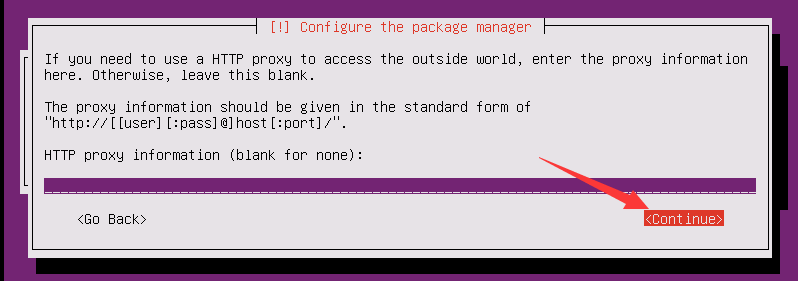 [!] Configure the package manager
If you need to use a HTTP proxy to access the outside world, enter the proxy information
here. Otherwise, leave this blank.
The proxy information should be given in the standard form of
"http://[[user][:pass]@]host[:port]/".
HTTP proxy information (blank for none):
<Go Back>
<Continue>